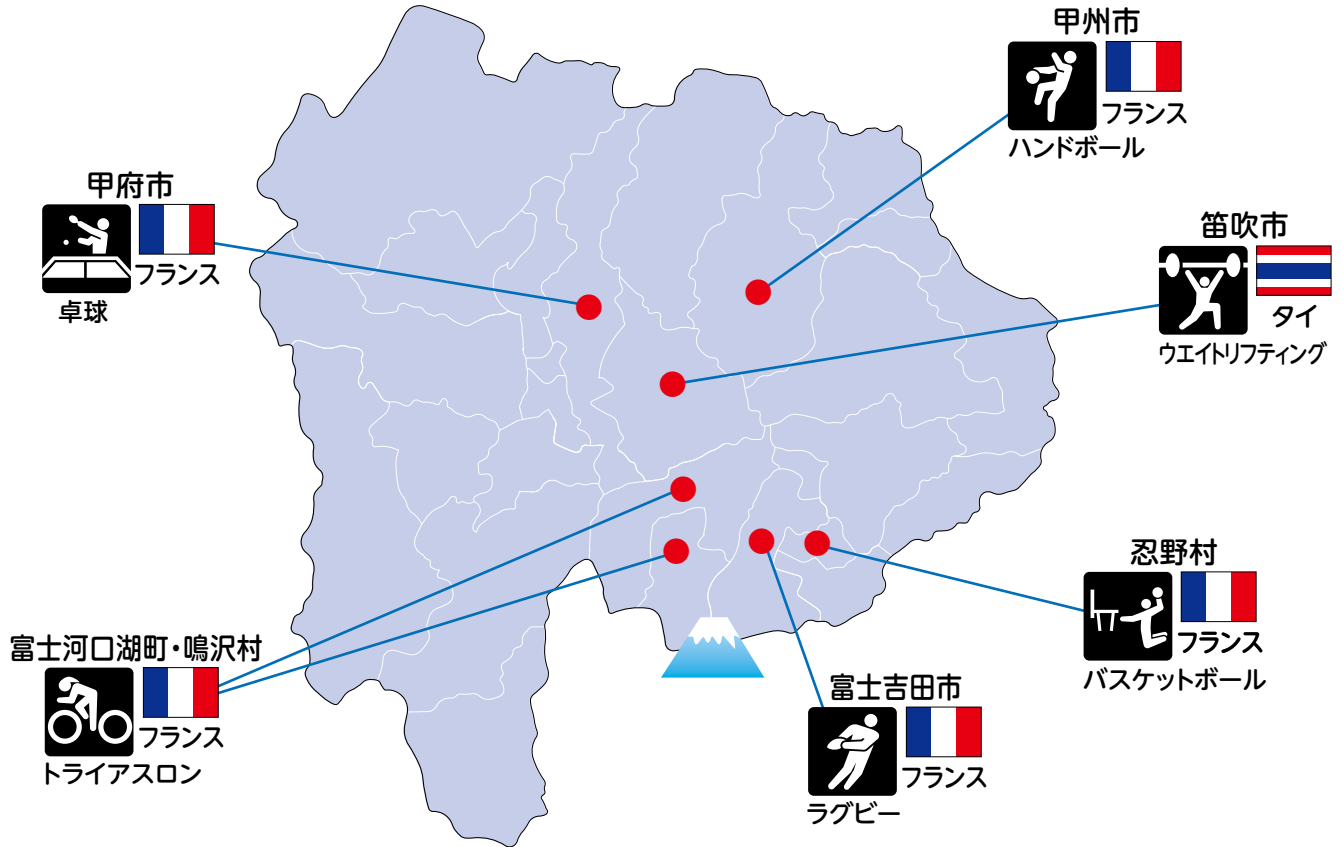 甲州市
フランス
ハンドボール
甲府市
フランス
卓球
笛吹市
タイ
ウエイトリフティング
忍野村
フランス
バスケットボール
富士河口湖町・鳴沢村
フランス
トライアスロン
富士吉田市
フランス
ラグビー